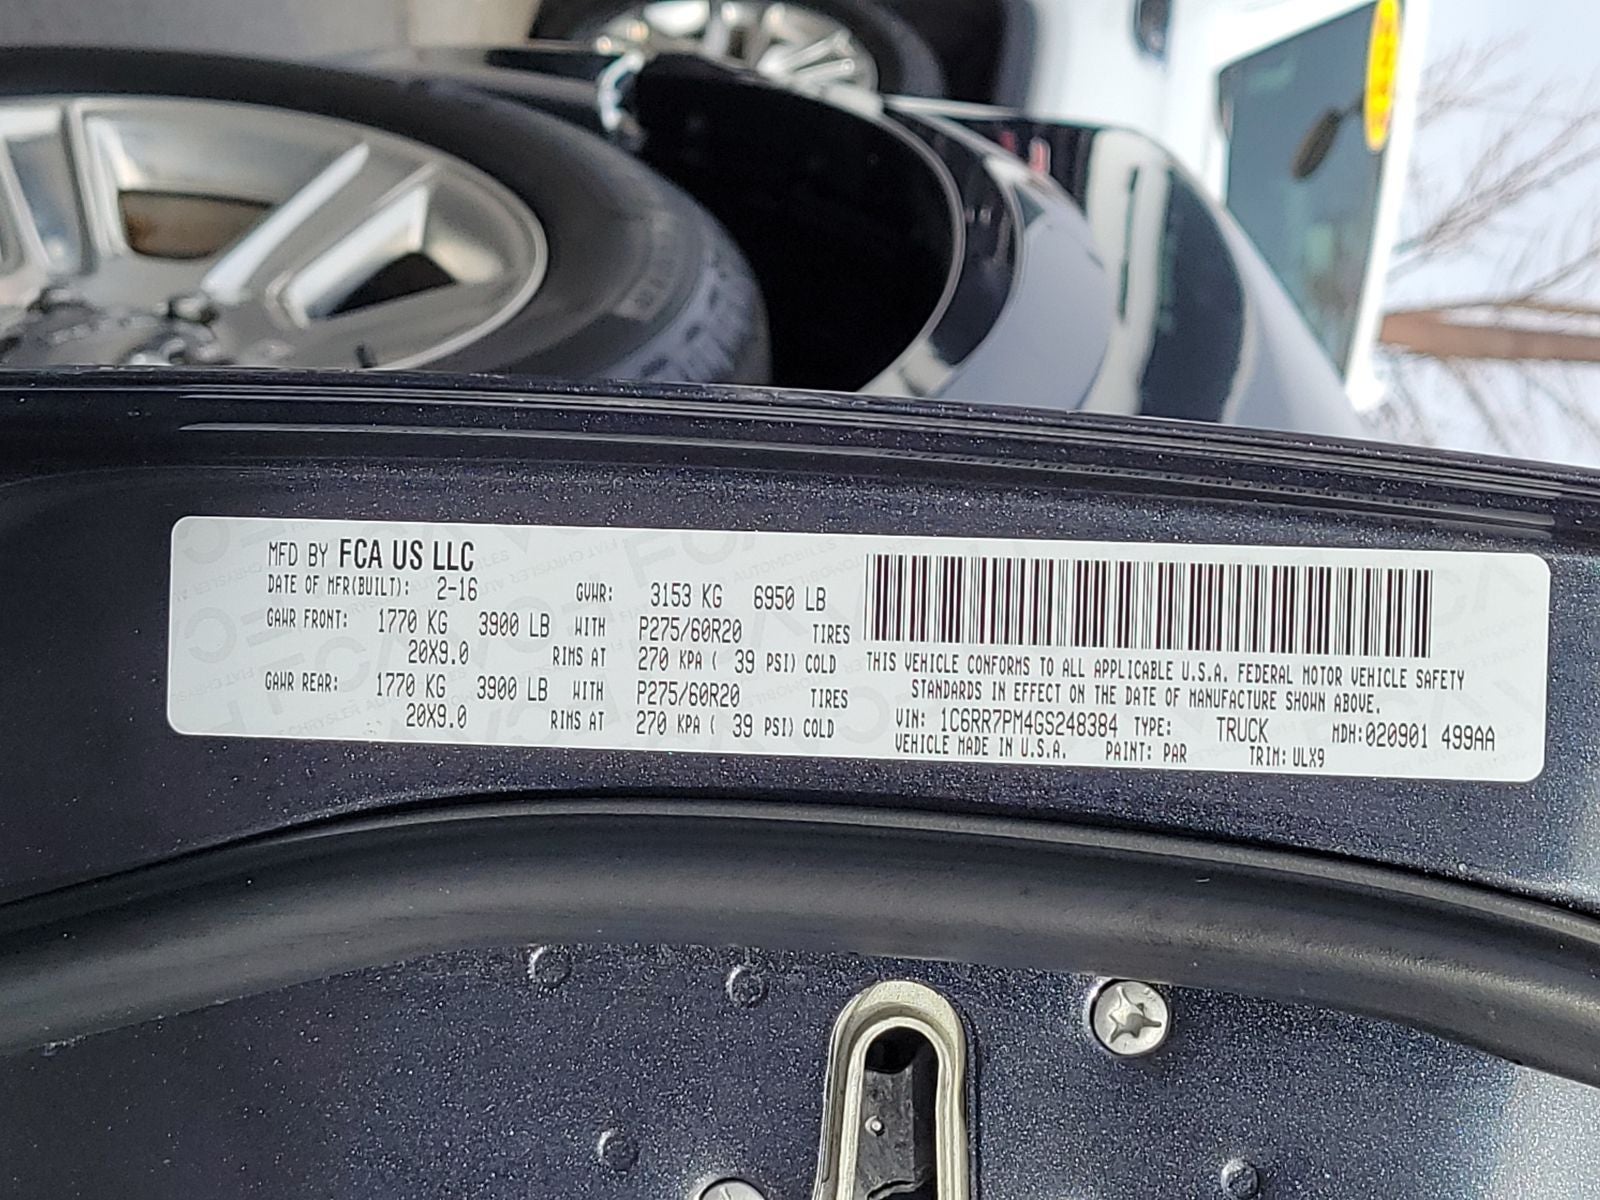 MFD BY FCA US LLC
DATE OF MFR(BUILT): 2-16 GVWR: 3153 KG 6950 LB
GAWR FRONT: 1770 KG 3900 LB WITH P275/60R20 TIRES
20X9.0 RIMS AT 270 KPA ( 39 PSI) COLD
GAWR REAR: 1770 KG 3900 LB WITH P275/60R20 TIRES
20X9.0 RIMS AT 270 KPA ( 39 PSI) COLD
THIS VEHICLE CONFORMS TO ALL APPLICABLE U.S.A. FEDERAL MOTOR VEHICLE SAFETY
STANDARDS IN EFFECT ON THE DATE OF MANUFACTURE SHOWN ABOVE.
VIN: 1C6RR7PM4GS248384 TYPE: TRUCK MDH:020901 499AA
VEHICLE MADE IN U.S.A. PAINT: PAR TRIM: ULX9